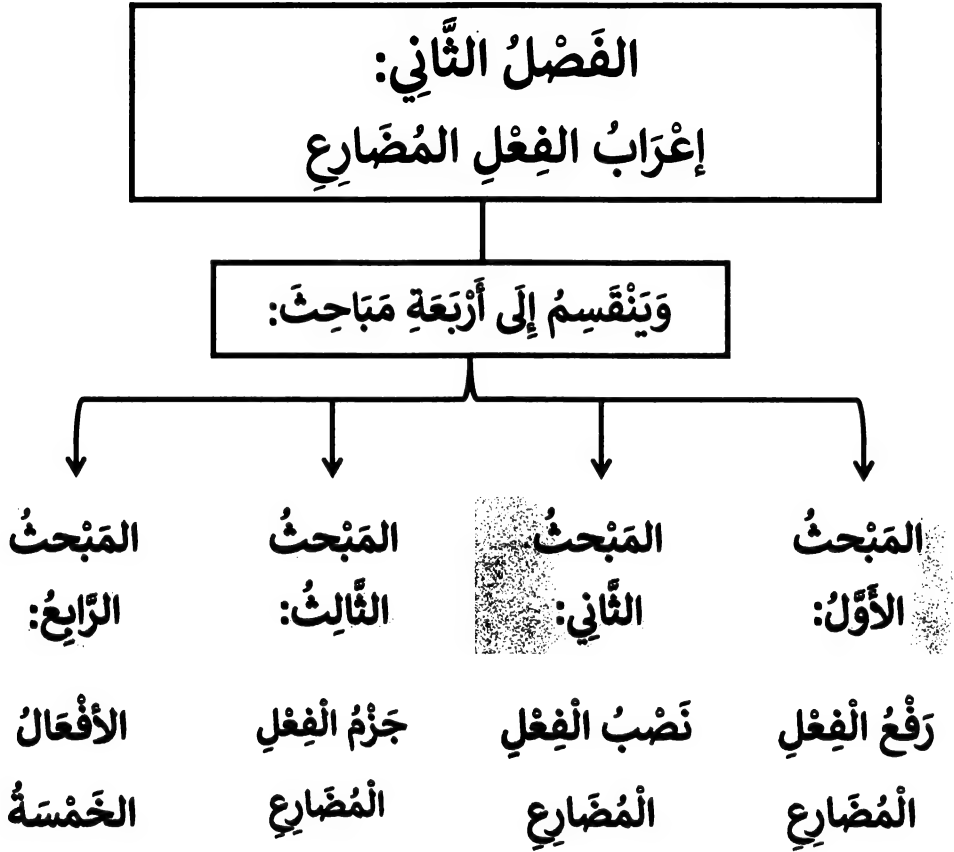 الفَصْلُ الثَّانِي:
إعْرَابُ الفِعْلِ المُضَارِعِ
وَيَنْقَسِمُ إِلَى أَرْبَعَةِ مَبَاحِثَ:
المَبْحثُ
الأَوَّلُ:
رَفْعُ الْفِعْلِ
الْمُضَارِعِ
المَبْحثُ
الثَّانِي:
نَصْبُ الْفِعْلِ
الْمُضَارِعِ
المَبْحثُ
الثَّالِثُ:
جَزْمُ الْفِعْلِ
الْمُضَارِعِ
المَبْحثُ
الرَّابِعُ:
الأفْعَالُ
الخَمْسَةُ